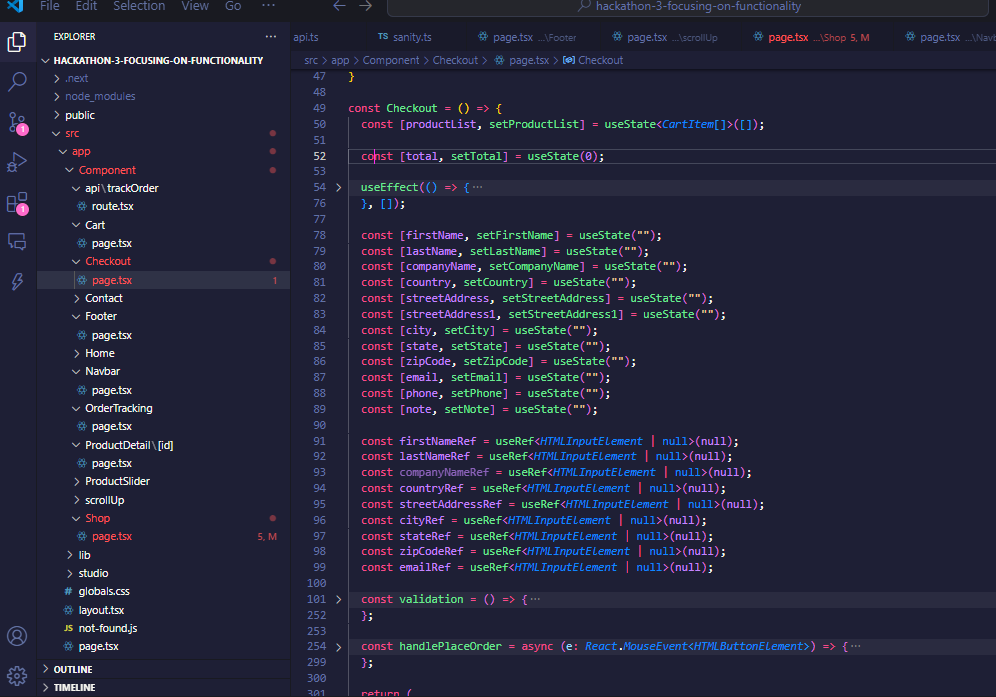 File Edit Selection View Go ··· hackathon-3-focusing-on-functionality
EXPLORER ···
HACKATHON-3-FOCUSING-ON-FUNCTIONALITY
.next
node_modules
public
src
app
Component
api\trackOrder
route.tsx
Cart
page.tsx
Checkout
page.tsx 1
Contact
Footer
page.tsx
Home
Navbar
page.tsx
OrderTracking
page.tsx
ProductDetail\[id]
page.tsx
ProductSlider
scrollUp
Shop
page.tsx 5, M
lib
studio
# globals.css
layout.tsx
JS not-found.js
page.tsx
OUTLINE
TIMELINE
1
1
api.ts TS sanity.ts page.tsx ...\Footer page.tsx ...\scrollUp page.tsx ...\Shop 5, M page.tsx ...\Navb
src > app > Component > Checkout > page.tsx > Checkout
47 }
48
49 const Checkout = () => {
50 const [productList, setProductList] = useState<CartItem[]>([]);
51
52 const [total, setTotal] = useState(0);
53
54 useEffect(() => {···
76 }, []);
77
78 const [firstName, setFirstName] = useState("");
79 const [lastName, setLastName] = useState("");
80 const [companyName, setCompanyName] = useState("");
81 const [country, setCountry] = useState("");
82 const [streetAddress, setStreetAddress] = useState("");
83 const [streetAddress1, setStreetAddress1] = useState("");
84 const [city, setCity] = useState("");
85 const [state, setState] = useState("");
86 const [zipCode, setZipCode] = useState("");
87 const [email, setEmail] = useState("");
88 const [phone, setPhone] = useState("");
89 const [note, setNote] = useState("");
90
91 const firstNameRef = useRef<HTMLInputElement | null>(null);
92 const lastNameRef = useRef<HTMLInputElement | null>(null);
93 const companyNameRef = useRef<HTMLInputElement | null>(null);
94 const countryRef = useRef<HTMLInputElement | null>(null);
95 const streetAddressRef = useRef<HTMLInputElement | null>(null);
96 const cityRef = useRef<HTMLInputElement | null>(null);
97 const stateRef = useRef<HTMLInputElement | null>(null);
98 const zipCodeRef = useRef<HTMLInputElement | null>(null);
99 const emailRef = useRef<HTMLInputElement | null>(null);
100
101 const validation = () => {···
252 };
253
254 const handlePlaceOrder = async (e: React.MouseEvent<HTMLButtonElement>) => {···
299 };
300
301 return (